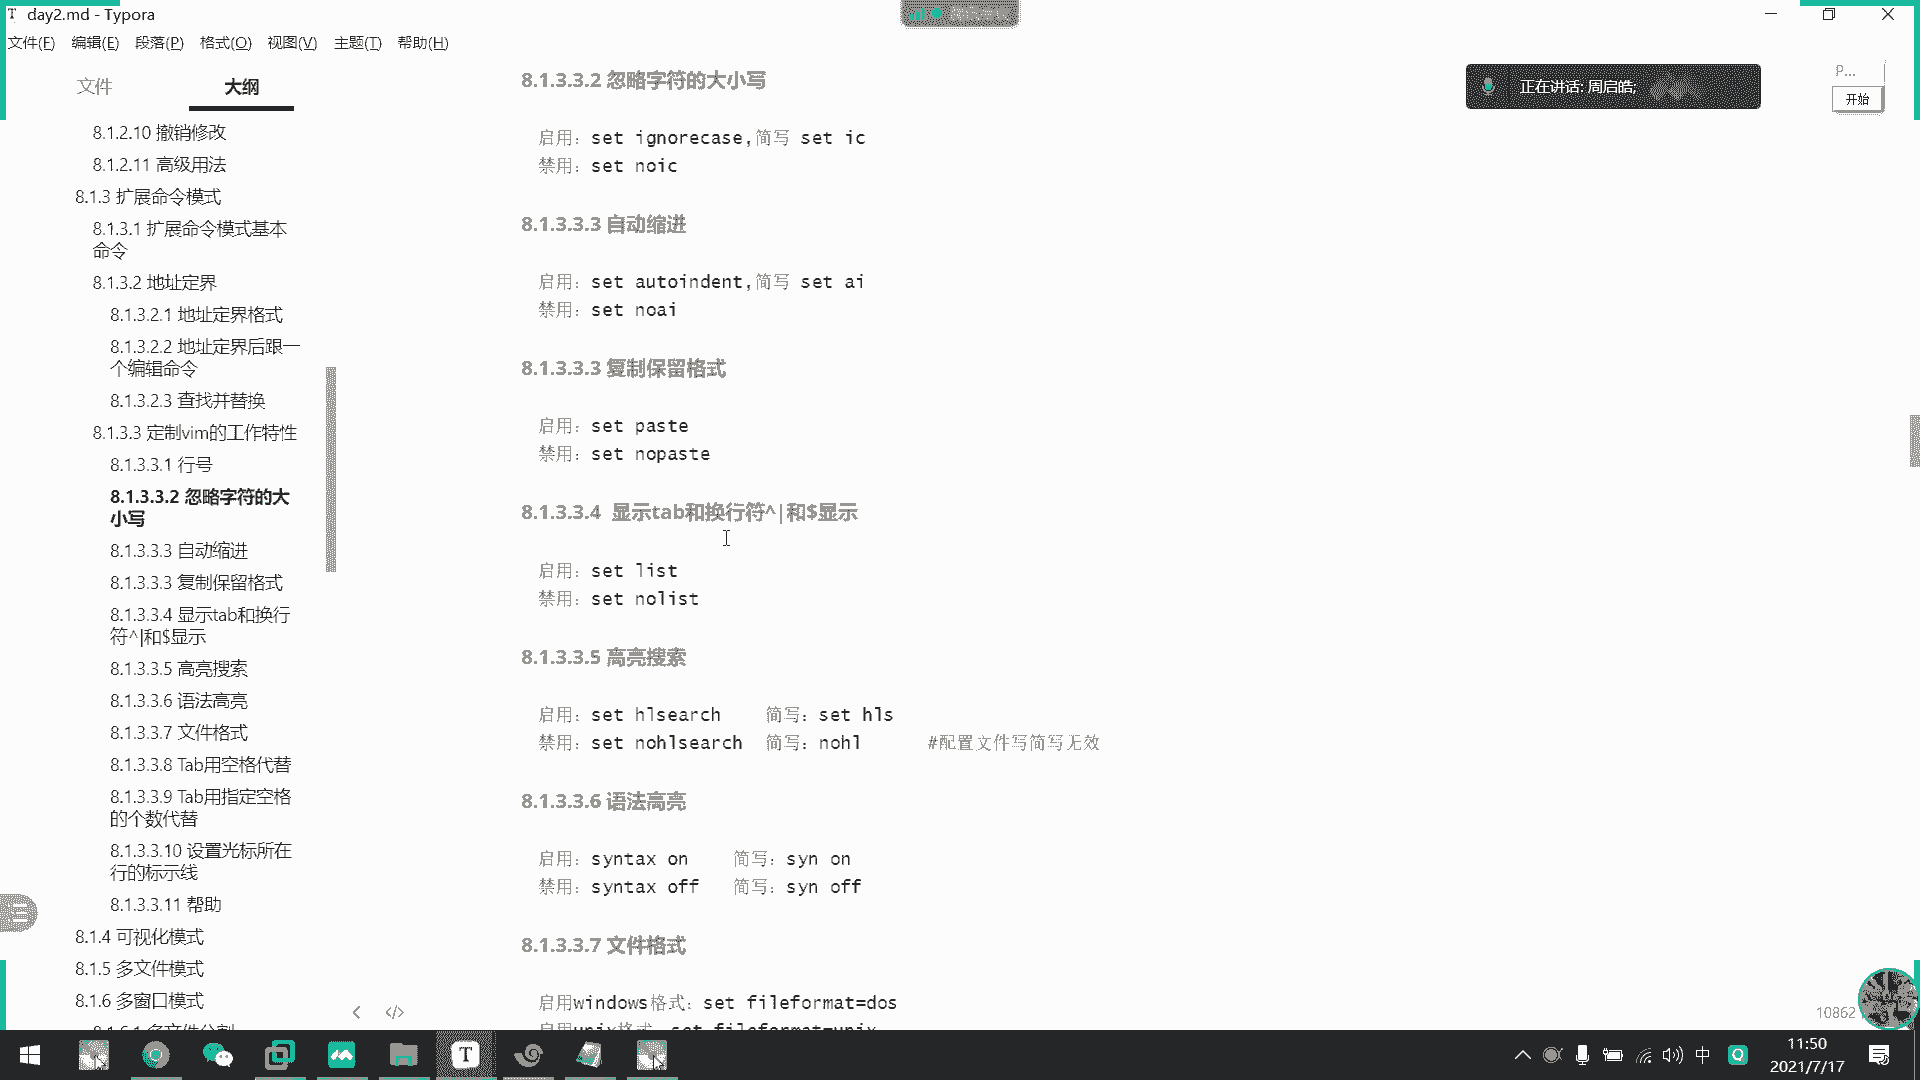 day2.md - Typora
文件(F) 编辑(E) 段落(P) 格式(O) 视图(V) 主题(T) 帮助(H)
文件 大纲
8.1.2.10 撤销修改
8.1.2.11 高级用法
8.1.3 扩展命令模式
8.1.3.1 扩展命令模式基本
命令
8.1.3.2 地址定界
8.1.3.2.1 地址定界格式
8.1.3.2.2 地址定界后跟一
个编辑命令
8.1.3.2.3 查找并替换
8.1.3.3 定制vim的工作特性
8.1.3.3.1 行号
8.1.3.3.2 忽略字符的大
小写
8.1.3.3.3 自动缩进
8.1.3.3.3 复制保留格式
8.1.3.3.4 显示tab和换行
符^|和$显示
8.1.3.3.5 高亮搜索
8.1.3.3.6 语法高亮
8.1.3.3.7 文件格式
8.1.3.3.8 Tab用空格代替
8.1.3.3.9 Tab用指定空格
的个数代替
8.1.3.3.10 设置光标所在
行的标示线
8.1.3.3.11 帮助
8.1.4 可视化模式
8.1.5 多文件模式
8.1.6 多窗口模式
8.1.6.1 多文件分割
8.1.3.3.2 忽略字符的大小写
启用：set ignorecase,简写 set ic
禁用：set noic
8.1.3.3.3 自动缩进
启用：set autoindent,简写 set ai
禁用：set noai
8.1.3.3.3 复制保留格式
启用：set paste
禁用：set nopaste
8.1.3.3.4 显示tab和换行符^|和$显示
启用：set list
禁用：set nolist
8.1.3.3.5 高亮搜索
启用：set hlsearch 简写：set hls
禁用：set nohlsearch 简写：nohl #配置文件写简写无效
8.1.3.3.6 语法高亮
启用：syntax on 简写：syn on
禁用：syntax off 简写：syn off
8.1.3.3.7 文件格式
启用windows格式：set fileformat=dos
启用unix格式：set fileformat=unix
正在讲话: 周启皓;
P...
开始
10862
中
11:50
2021/7/17